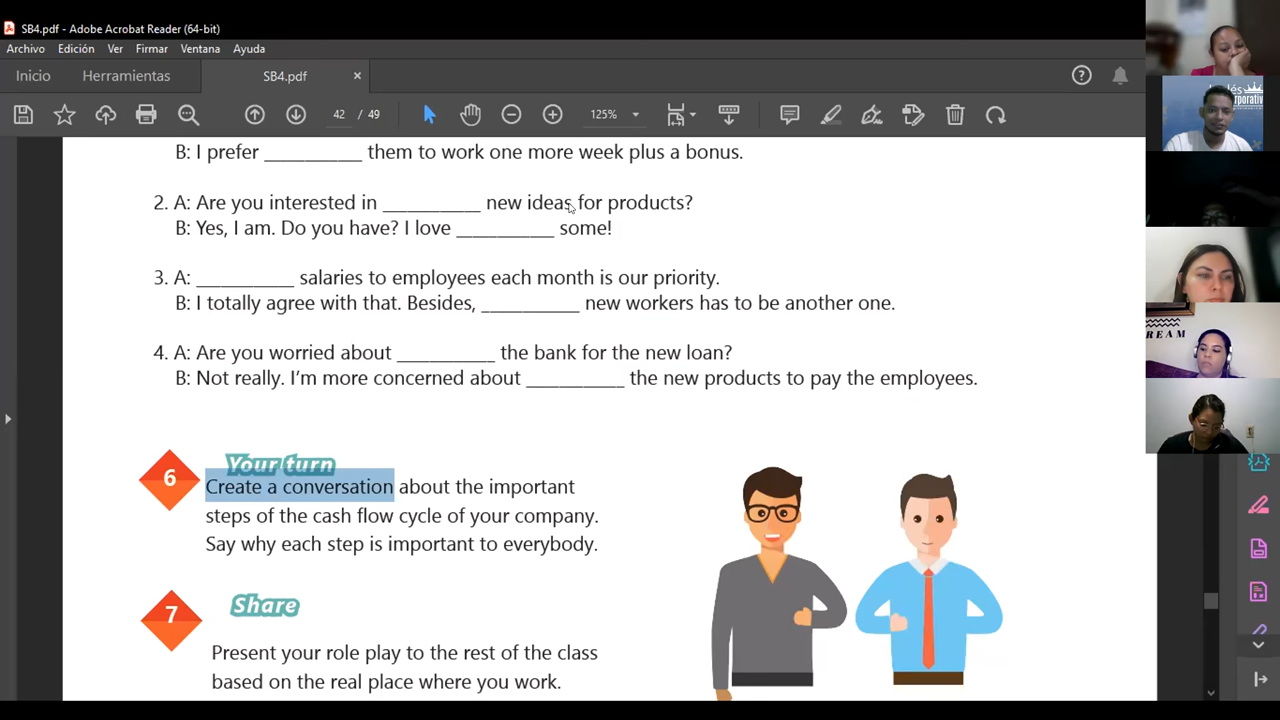 SB4.pdf - Adobe Acrobat Reader (64-bit)
Archivo Edición Ver Firmar Ventana Ayuda
Inicio Herramientas SB4.pdf ×
42 / 49 125%
B: I prefer __________ them to work one more week plus a bonus.
2. A: Are you interested in __________ new ideas for products?
B: Yes, I am. Do you have? I love __________ some!
3. A: __________ salaries to employees each month is our priority.
B: I totally agree with that. Besides, __________ new workers has to be another one.
4. A: Are you worried about __________ the bank for the new loan?
B: Not really. I'm more concerned about __________ the new products to pay the employees.
6 Your turn
Create a conversation about the important
steps of the cash flow cycle of your company.
Say why each step is important to everybody.
7 Share
Present your role play to the rest of the class
based on the real place where you work.